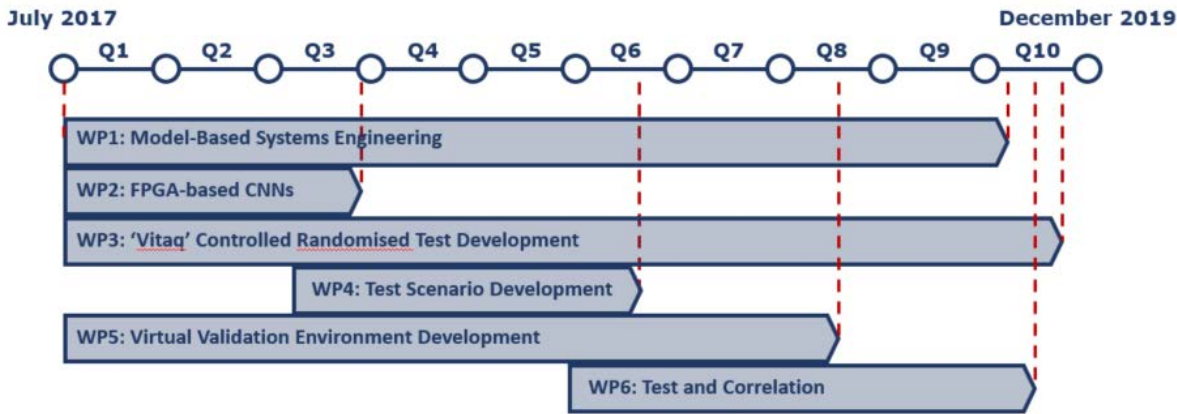 July 2017
December 2019
Q1 Q2 Q3 Q4 Q5 Q6 Q7 Q8 Q9 Q10
WP1: Model-Based Systems Engineering
WP2: FPGA-based CNNs
WP3: ‘Vitaq’ Controlled Randomised Test Development
WP4: Test Scenario Development
WP5: Virtual Validation Environment Development
WP6: Test and Correlation